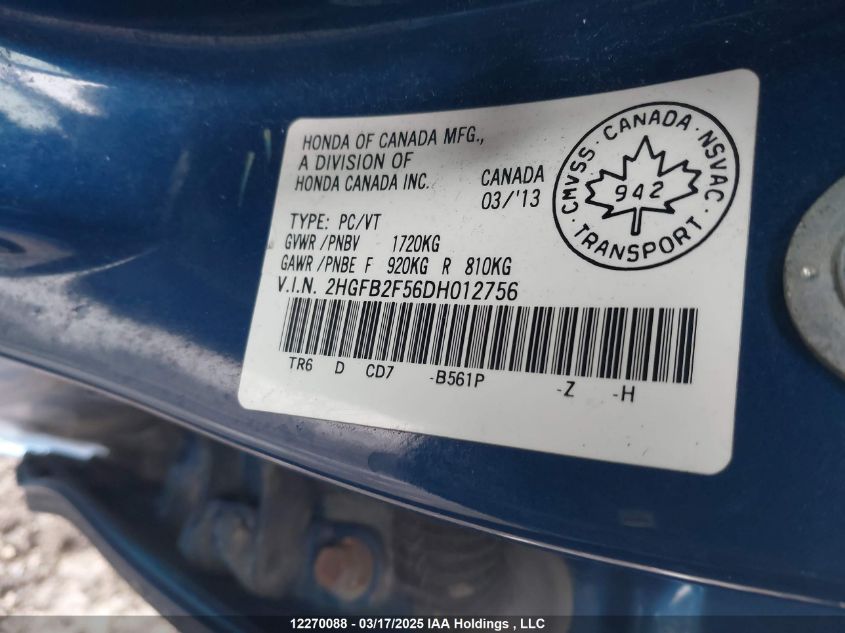 HONDA OF CANADA MFG.,
A DIVISION OF
HONDA CANADA INC.
CANADA
03/'13
TYPE: PC/VT
GVWR /PNBV 1720KG
GAWR /PNBE F 920KG R 810KG
V.I.N. 2HGFB2F56DH012756
TR6 D CD7 -B561P -Z -H
CMVSS · CANADA · NSVAC
942
· TRANSPORT ·
12270088 - 03/17/2025 IAA Holdings , LLC